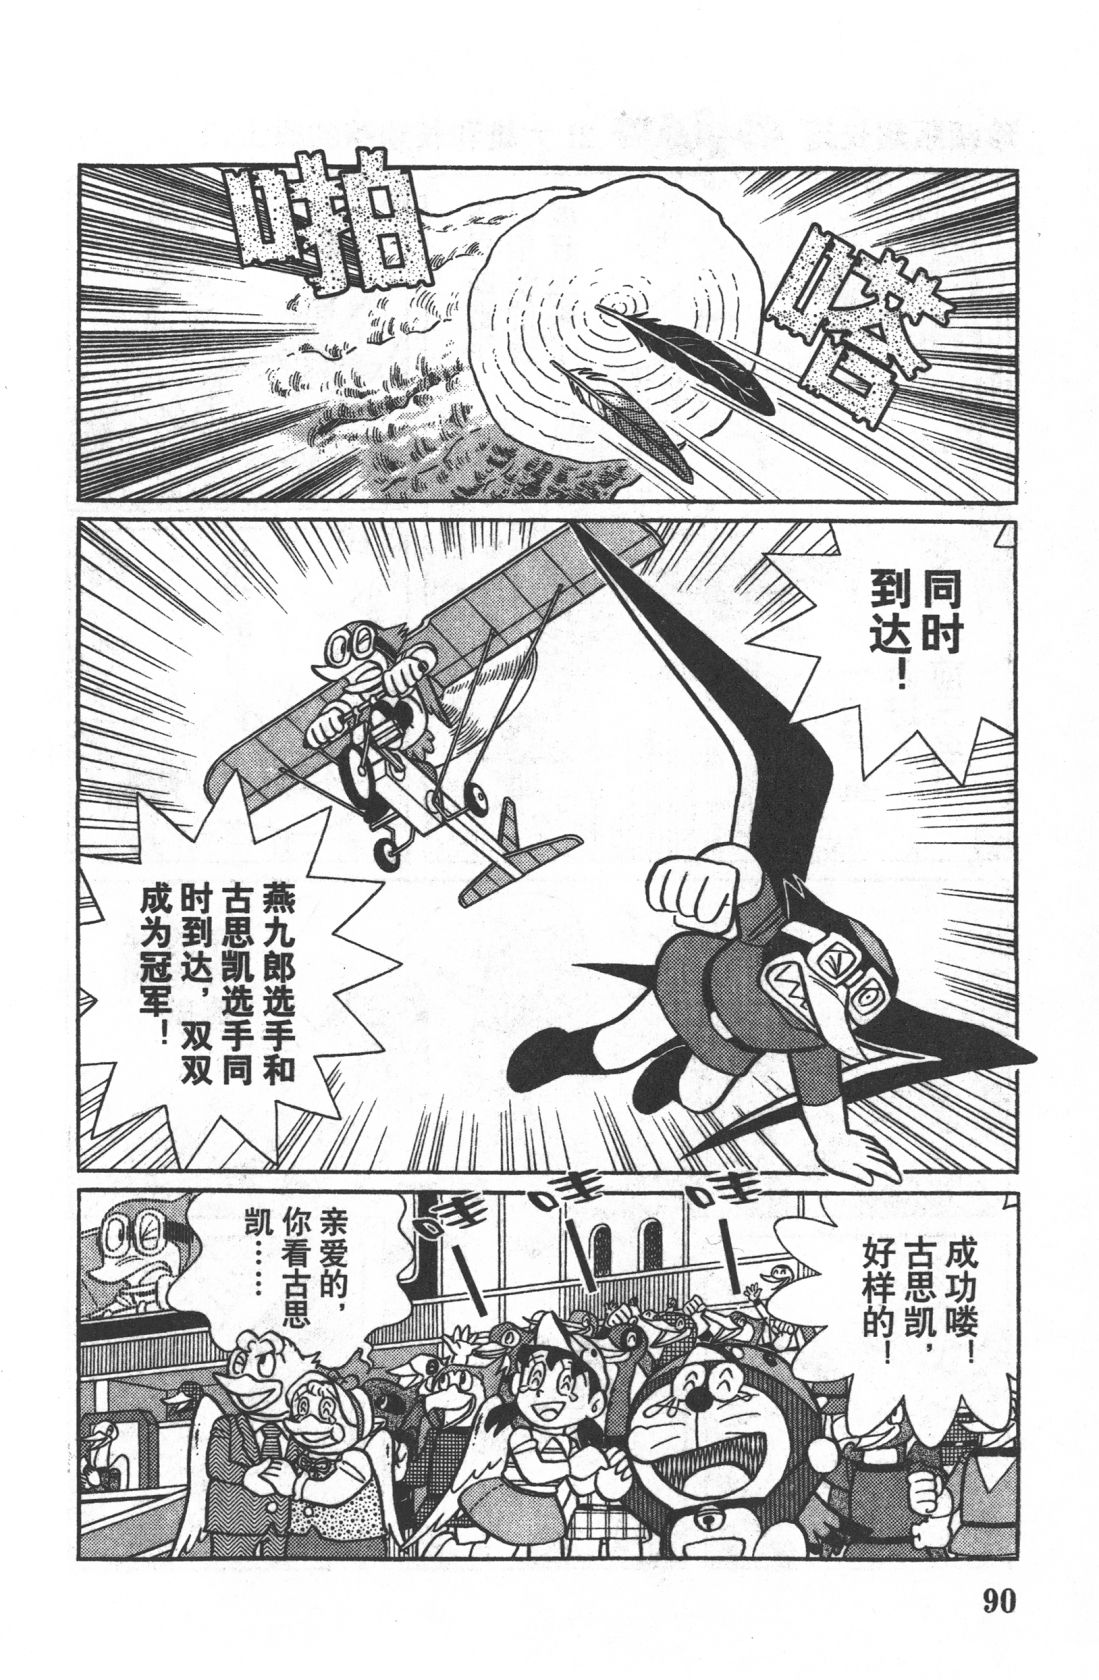 嗒
啪
同时
到达！
燕九郎选手和
古思凯选手同
时到达，双双
成为冠军！
成功喽！
古思凯，
好样的！
哇
哇
哇
亲爱的，
你看古思
凯……
90